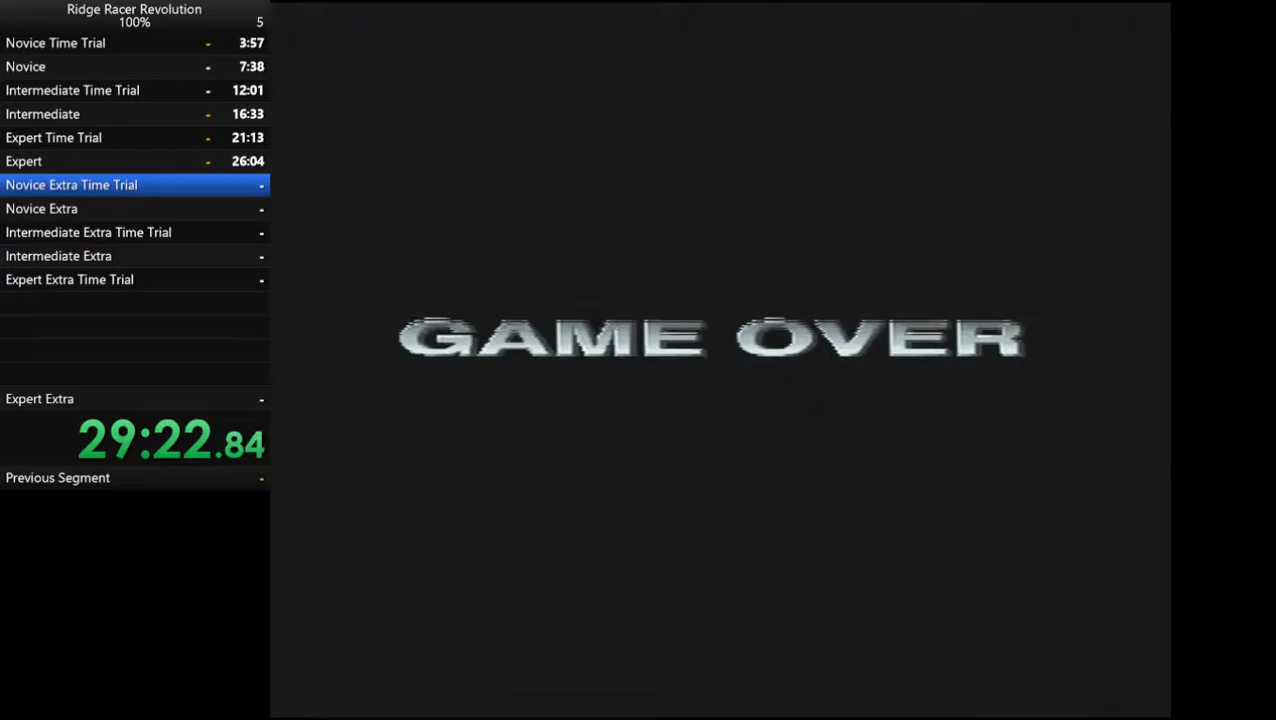 Ridge Racer Revolution
100% 5
Novice Time Trial - 3:57
Novice - 7:38
Intermediate Time Trial - 12:01
Intermediate - 16:33
Expert Time Trial - 21:13
Expert - 26:04
Novice Extra Time Trial -
Novice Extra -
Intermediate Extra Time Trial -
Intermediate Extra -
Expert Extra Time Trial -
Expert Extra -
29:22.84
Previous Segment -
GAME OVER